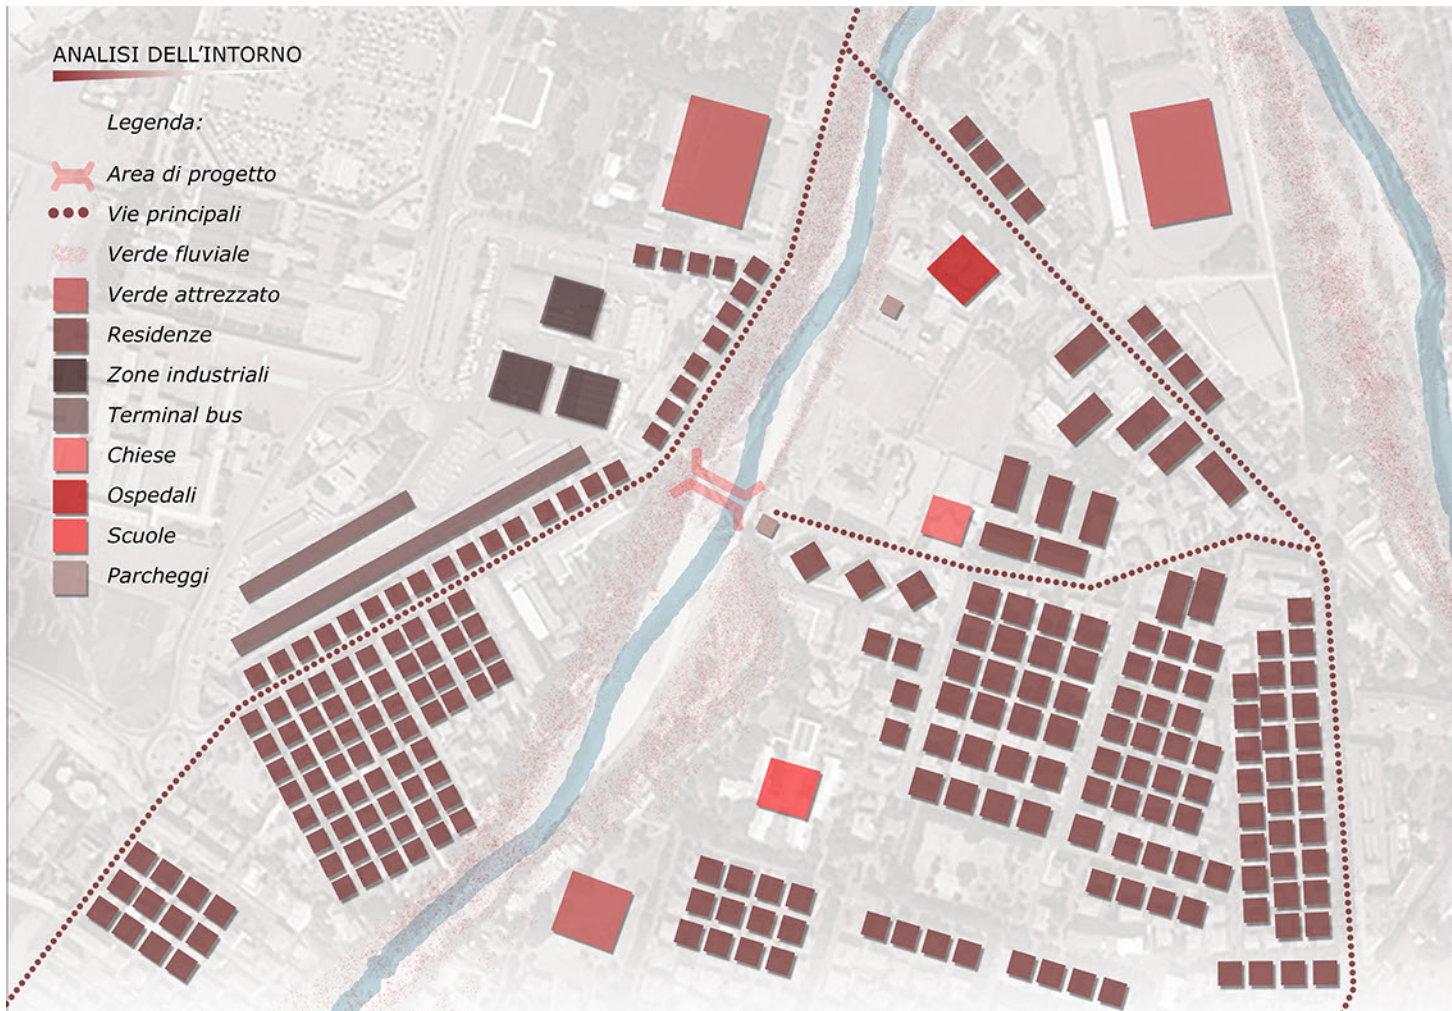 ANALISI DELL'INTORNO
Legenda:
Area di progetto
Vie principali
Verde fluviale
Verde attrezzato
Residenze
Zone industriali
Terminal bus
Chiese
Ospedali
Scuole
Parcheggi